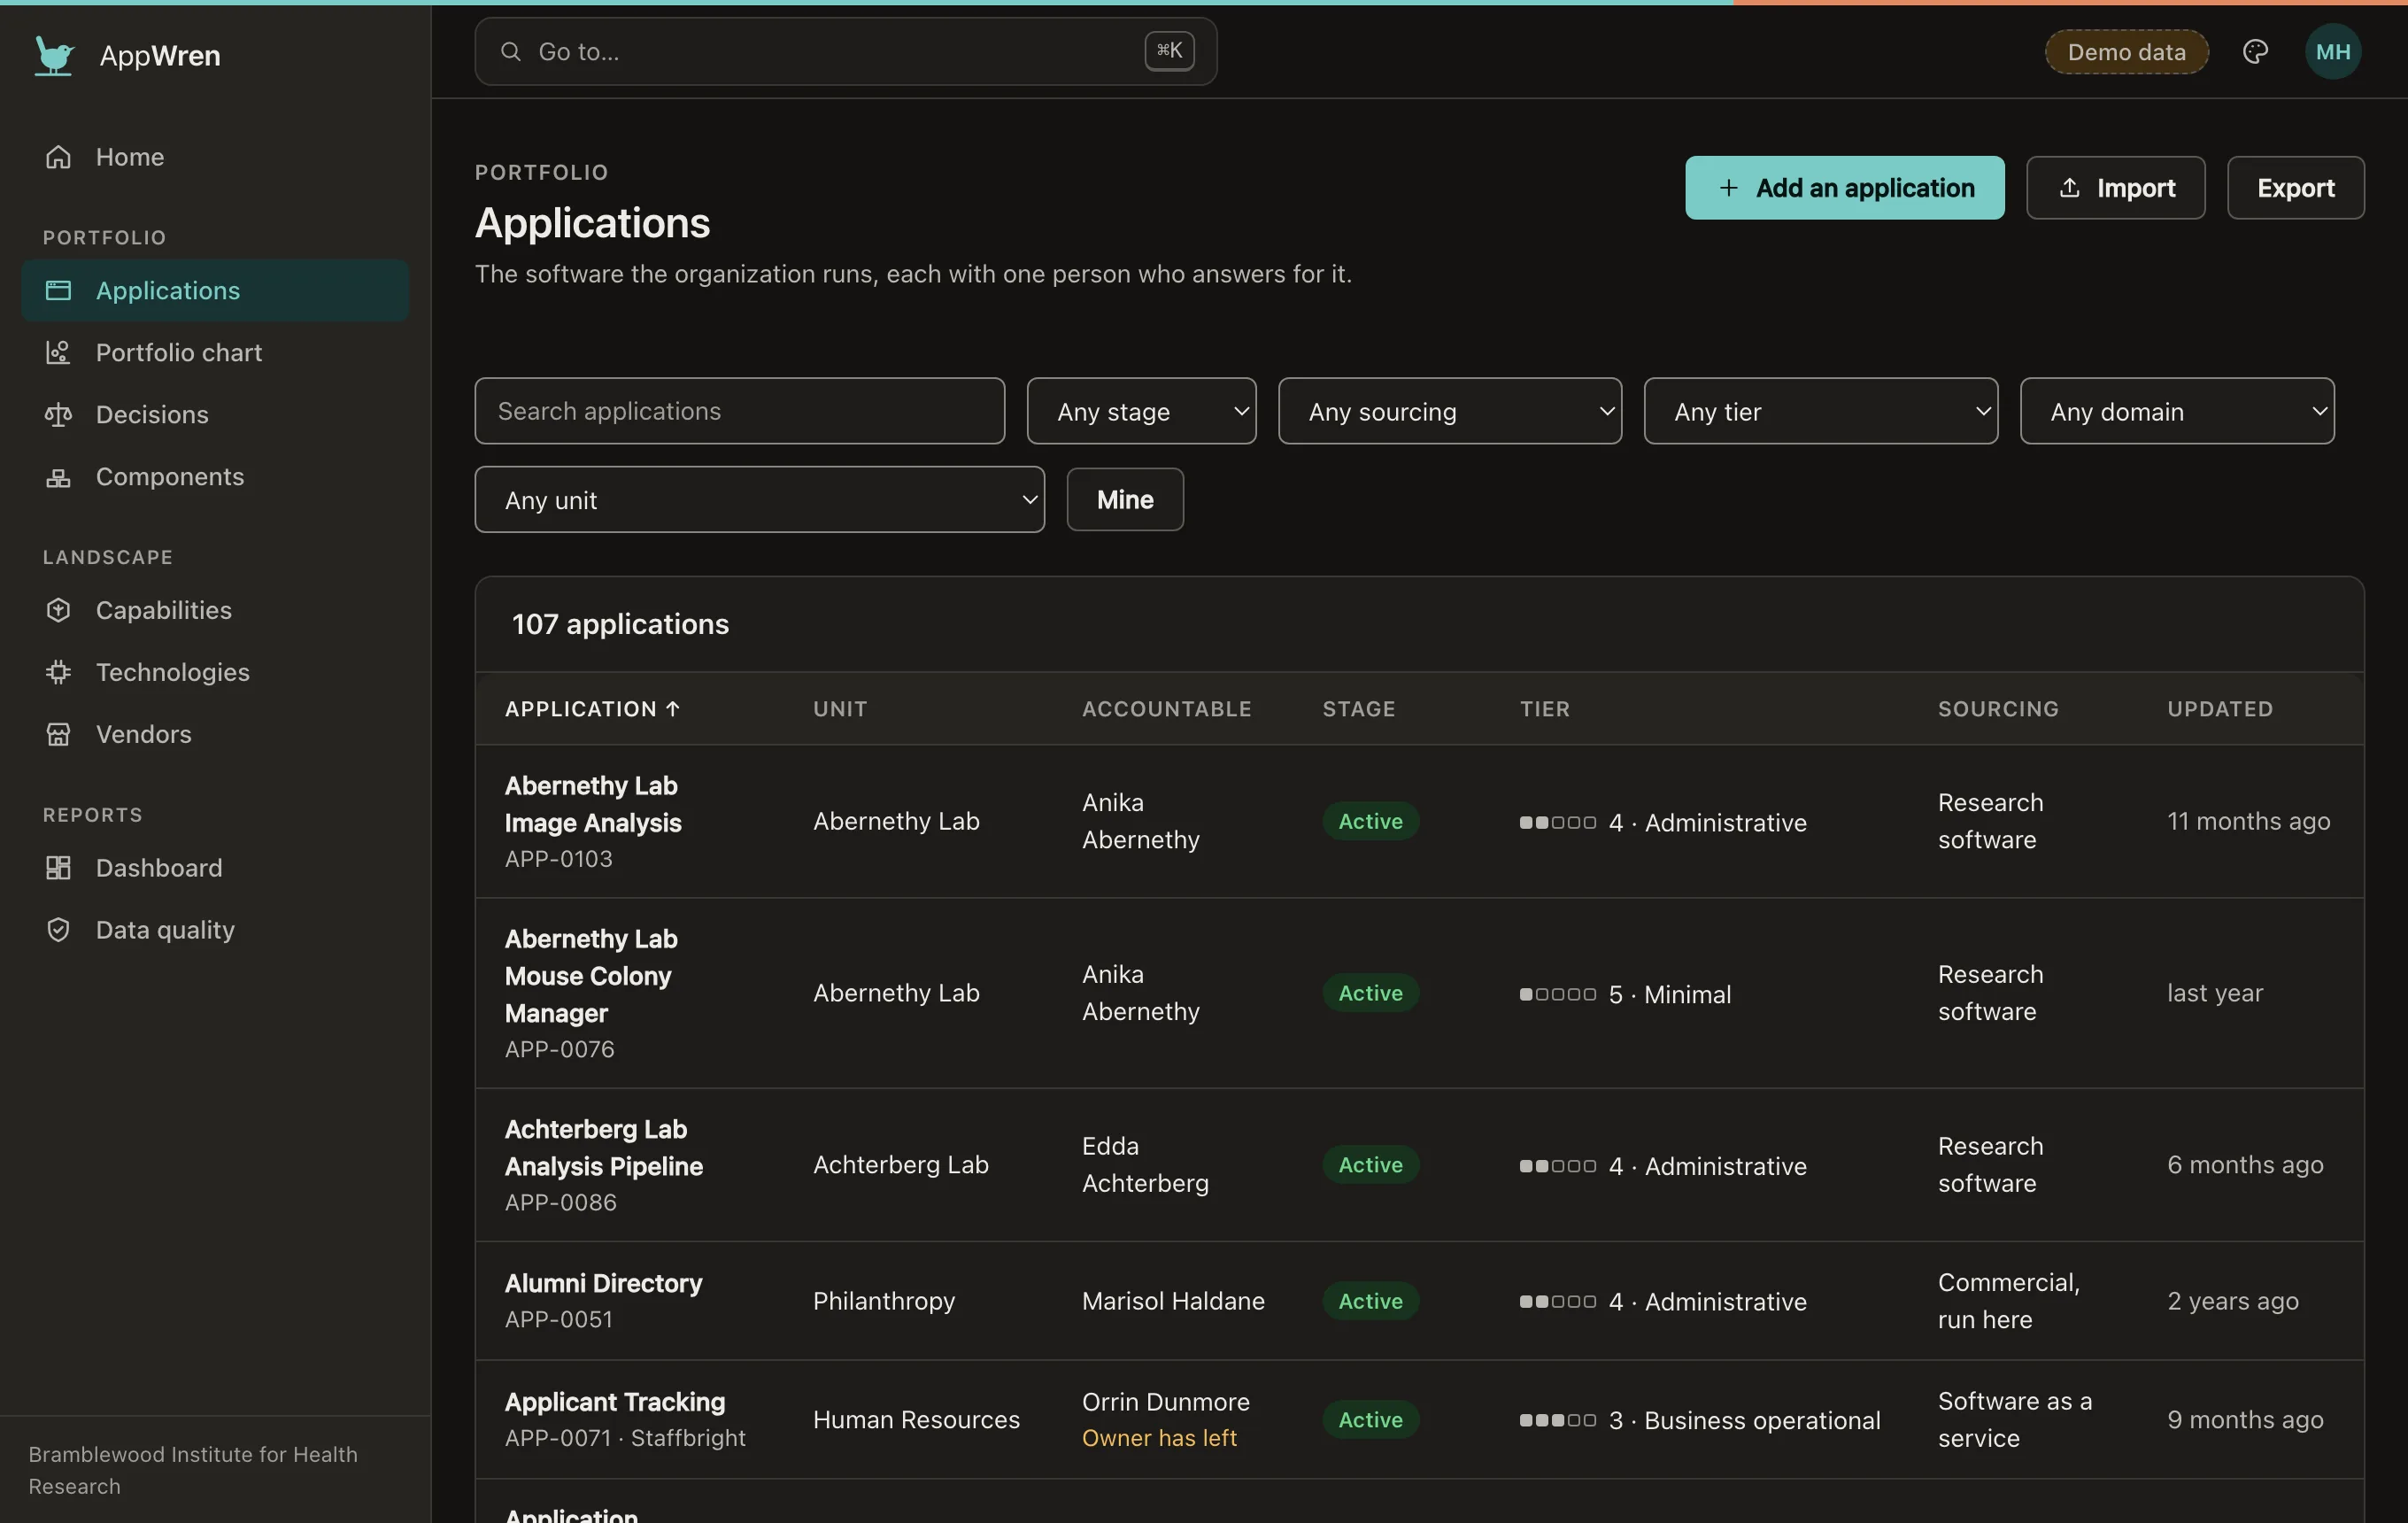 AppWren
Go to...
⌘K
Demo data
MH
Home
PORTFOLIO
Applications
Portfolio chart
Decisions
Components
LANDSCAPE
Capabilities
Technologies
Vendors
REPORTS
Dashboard
Data quality
Bramblewood Institute for Health
Research
PORTFOLIO
Applications
The software the organization runs, each with one person who answers for it.
+ Add an application
Import
Export
Search applications
Any stage
Any sourcing
Any tier
Any domain
Any unit
Mine
107 applications
APPLICATION ↑ UNIT ACCOUNTABLE STAGE TIER SOURCING UPDATED
Abernethy Lab
Image Analysis
APP-0103
Abernethy Lab
Anika
Abernethy
Active
4 · Administrative
Research
software
11 months ago
Abernethy Lab
Mouse Colony
Manager
APP-0076
Abernethy Lab
Anika
Abernethy
Active
5 · Minimal
Research
software
last year
Achterberg Lab
Analysis Pipeline
APP-0086
Achterberg Lab
Edda
Achterberg
Active
4 · Administrative
Research
software
6 months ago
Alumni Directory
APP-0051
Philanthropy
Marisol Haldane
Active
4 · Administrative
Commercial,
run here
2 years ago
Applicant Tracking
APP-0071 · Staffbright
Human Resources
Orrin Dunmore
Owner has left
Active
3 · Business operational
Software as a
service
9 months ago
Application